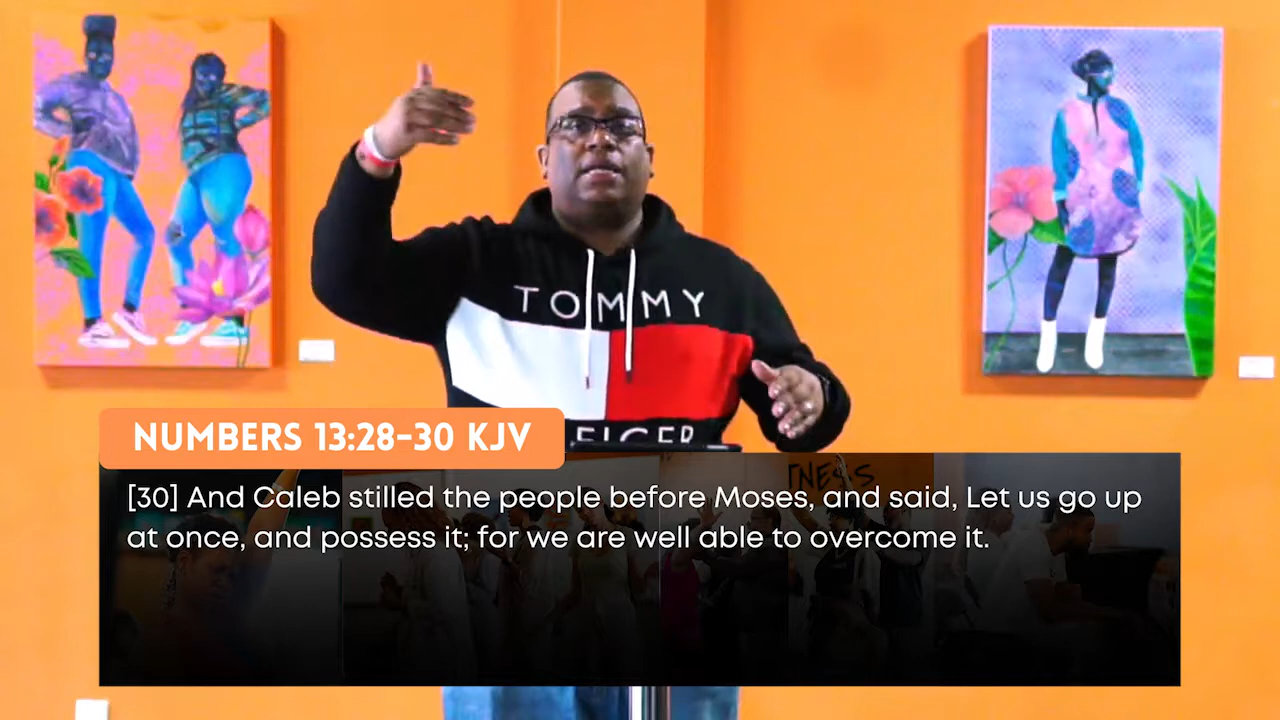 TOMMY
NUMBERS 13:28-30 KJV
[30] And Caleb stilled the people before Moses, and said, Let us go up
at once, and possess it; for we are well able to overcome it.